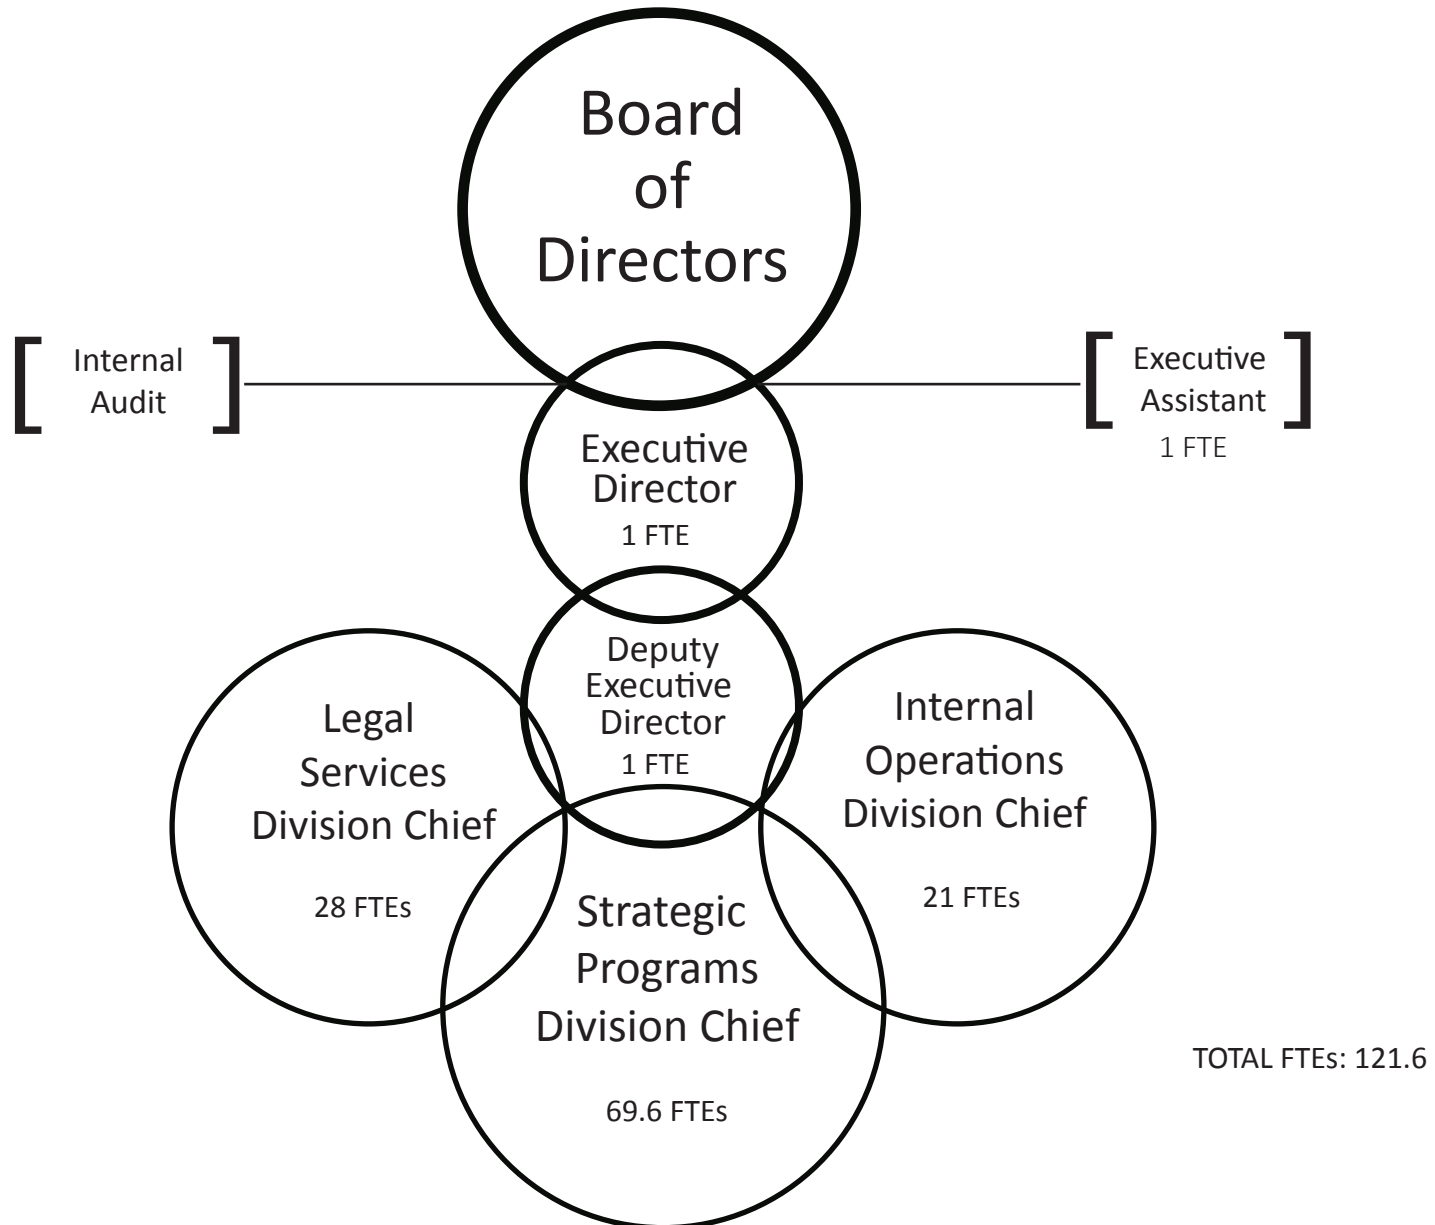 Board
of
Directors
Internal
Audit
Executive
Assistant
1 FTE
Executive
Director
1 FTE
Deputy
Executive
Director
1 FTE
Legal
Services
Division Chief
28 FTEs
Internal
Operations
Division Chief
21 FTEs
Strategic
Programs
Division Chief
69.6 FTEs
TOTAL FTEs: 121.6